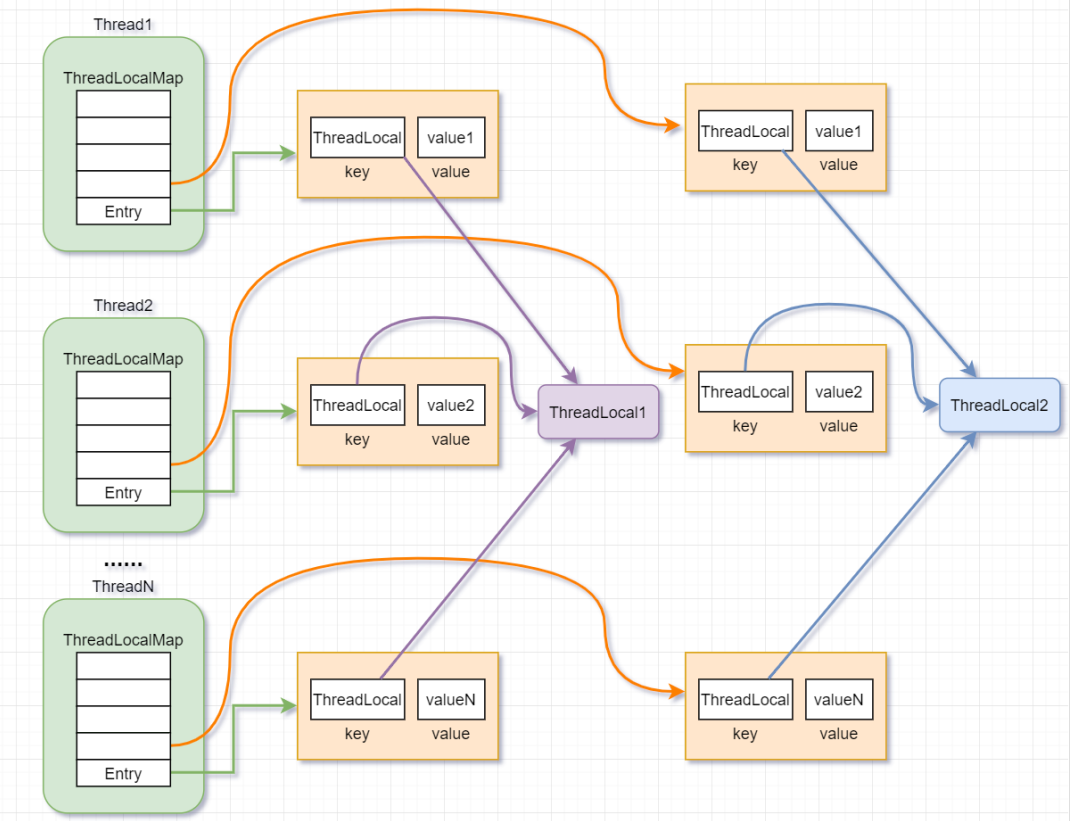 Thread1
ThreadLocalMap
Entry
ThreadLocal value1
key value
ThreadLocal value1
key value
Thread2
ThreadLocalMap
Entry
ThreadLocal value2
key value
ThreadLocal1
ThreadLocal value2
key value
ThreadLocal2
......
ThreadN
ThreadLocalMap
Entry
ThreadLocal valueN
key value
ThreadLocal valueN
key value